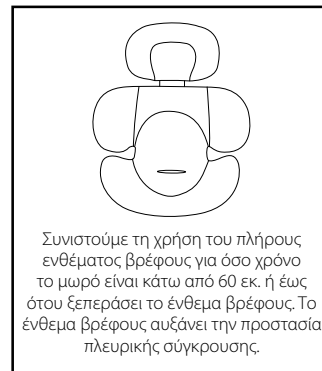 Συνιστούμε τη χρήση του πλήρους
ενθέματος βρέφους για όσο χρόνο
το μωρό είναι κάτω από 60 εκ. ή έως
ότου ξεπεράσει το ένθεμα βρέφους. Το
ένθεμα βρέφους αυξάνει την προστασία
πλευρικής σύγκρουσης.